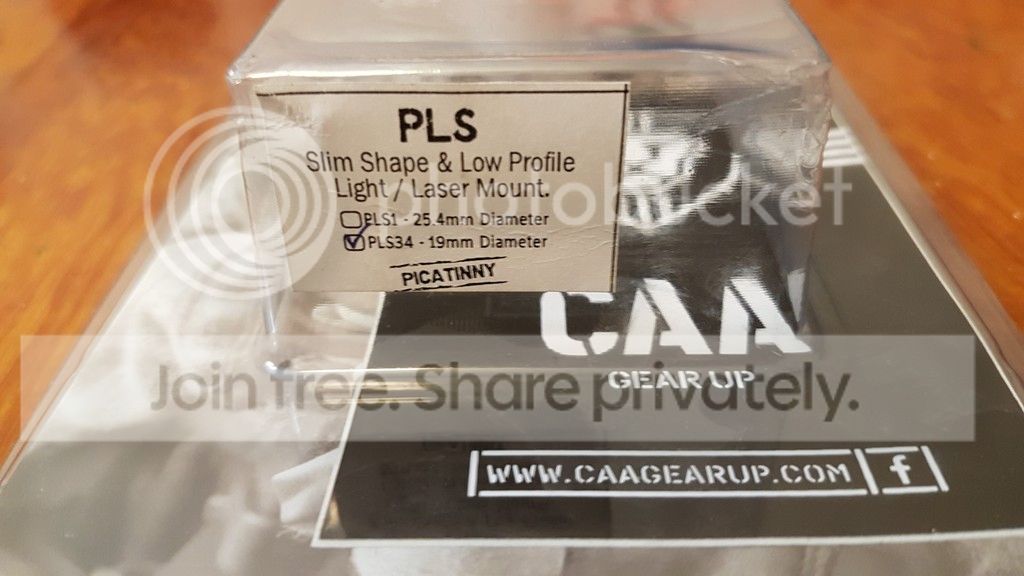 PLS
Slim Shape & Low Profile
Light / Laser Mount.
PLS1 - 25.4mm Diameter
PLS34 - 19mm Diameter
PICATINNY
photobucket
CAA
GEAR UP
Join free. Share privately.
WWW.CAAGEARUP.COM f